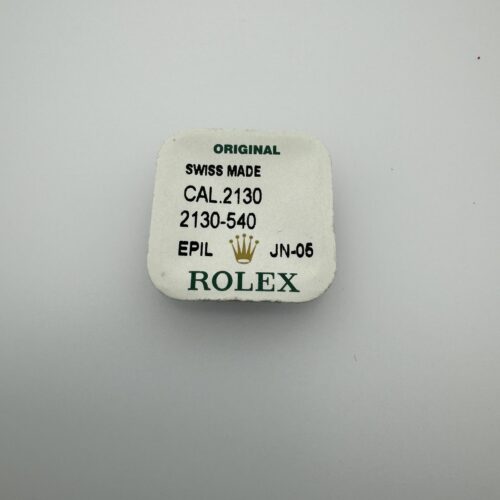 ORIGINAL
SWISS MADE
CAL.2130
2130-540
EPIL JN-05
ROLEX